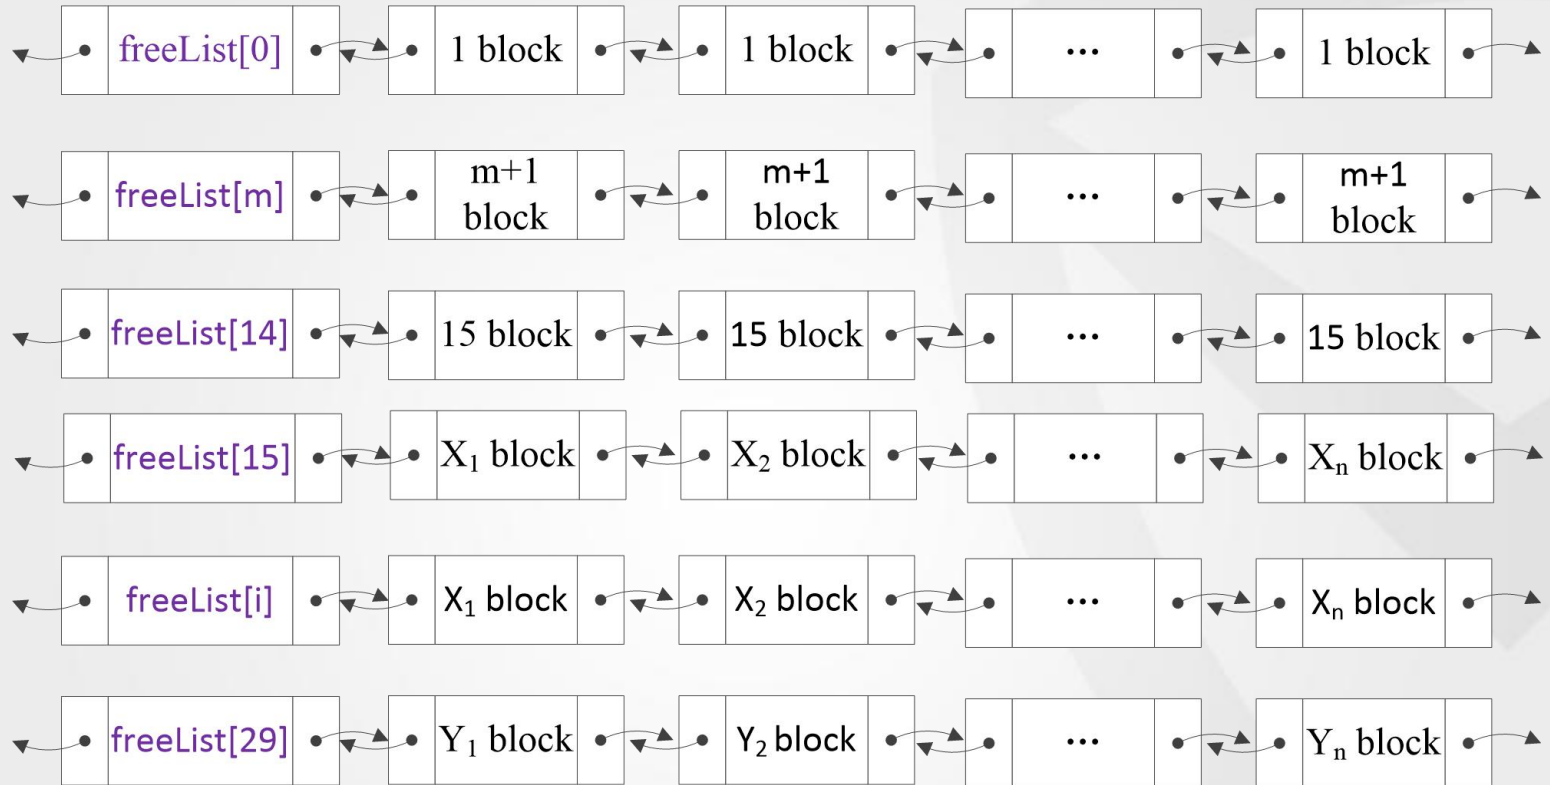 freeList[0] 1 block 1 block ... 1 block
freeList[m] m+1 block m+1 block ... m+1 block
freeList[14] 15 block 15 block ... 15 block
freeList[15] X₁ block X₂ block ... Xₙ block
freeList[i] X₁ block X₂ block ... Xₙ block
freeList[29] Y₁ block Y₂ block ... Yₙ block